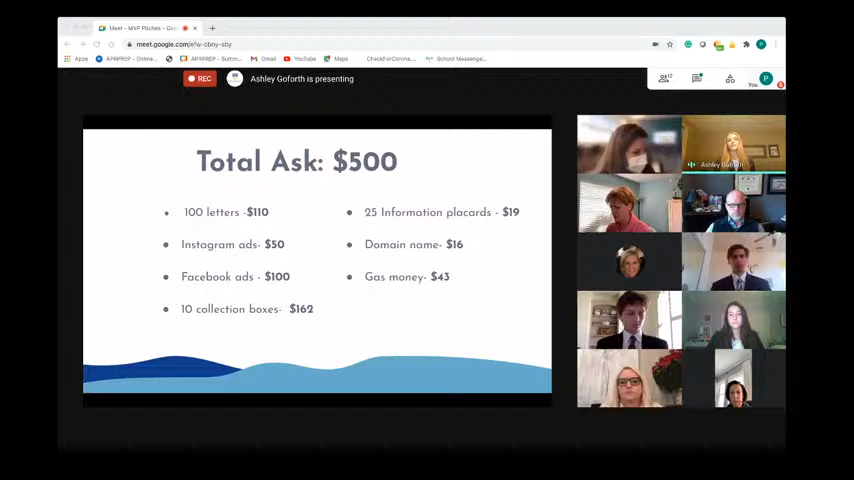 Meet – MVP Pitches – Goo
meet.google.com/efw-cbny-sby
Apps
APRPREP - Online...
APRPREP - Summ...
Gmail
YouTube
Maps
CheckForCorona...
School Messenge...
REC
Ashley Goforth is presenting
12
You
P
Total Ask: $500
100 letters -$110
Instagram ads- $50
Facebook ads - $100
10 collection boxes- $162
25 Information placards - $19
Domain name- $16
Gas money- $43
Ashley Goforth